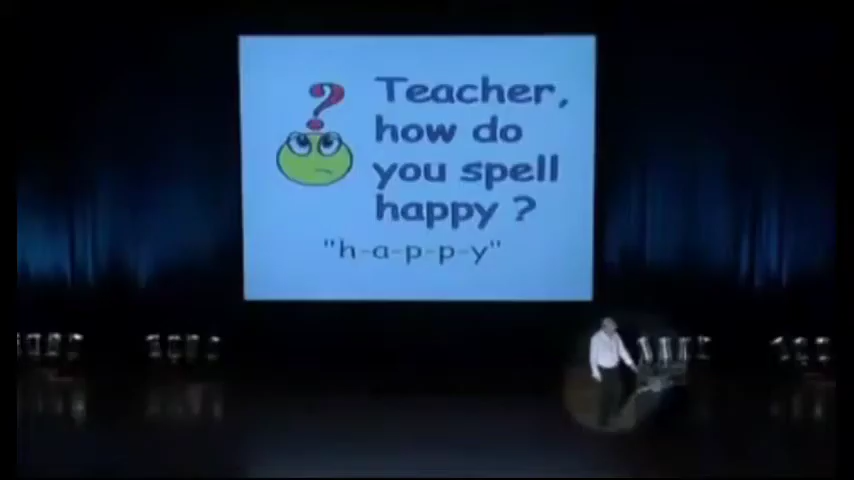 ?
Teacher,
how do
you spell
happy ?
"h-a-p-p-y"